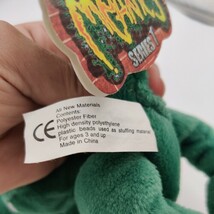 SERIES 1
All New Materials
Contents:
Polyester Fiber
High density polyethylene
plastic beads used as stuffing material
For ages 3 and up
Made in China
CE